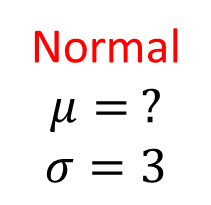 Normal
μ = ?
σ = 3